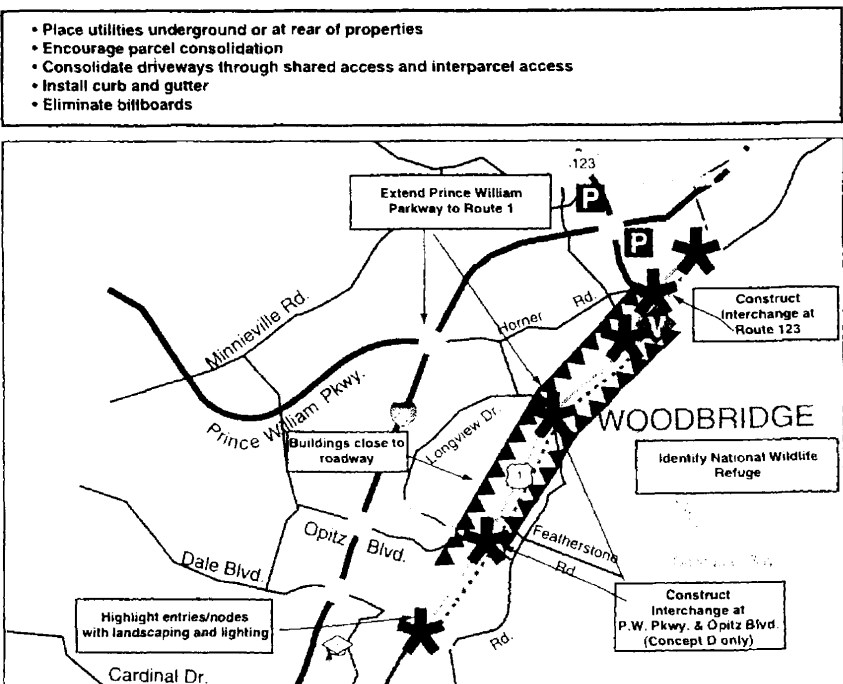 • Place utilities underground or at rear of properties
• Encourage parcel consolidation
• Consolidate driveways through shared access and interparcel access
• Install curb and gutter
• Eliminate billboards
123
Extend Prince William
Parkway to Route 1
P
P
Construct
Interchange at
Route 123
Minnieville Rd.
Horner Rd.
Prince William Pkwy.
Longview Dr.
WOODBRIDGE
Buildings close to
roadway
Identify National Wildlife
Refuge
1
Opitz Blvd.
Featherstone
Rd.
Dale Blvd.
Construct
Interchange at
P.W. Pkwy. & Opitz Blvd.
(Concept D only)
Highlight entries/nodes
with landscaping and lighting
Rd.
Cardinal Dr.